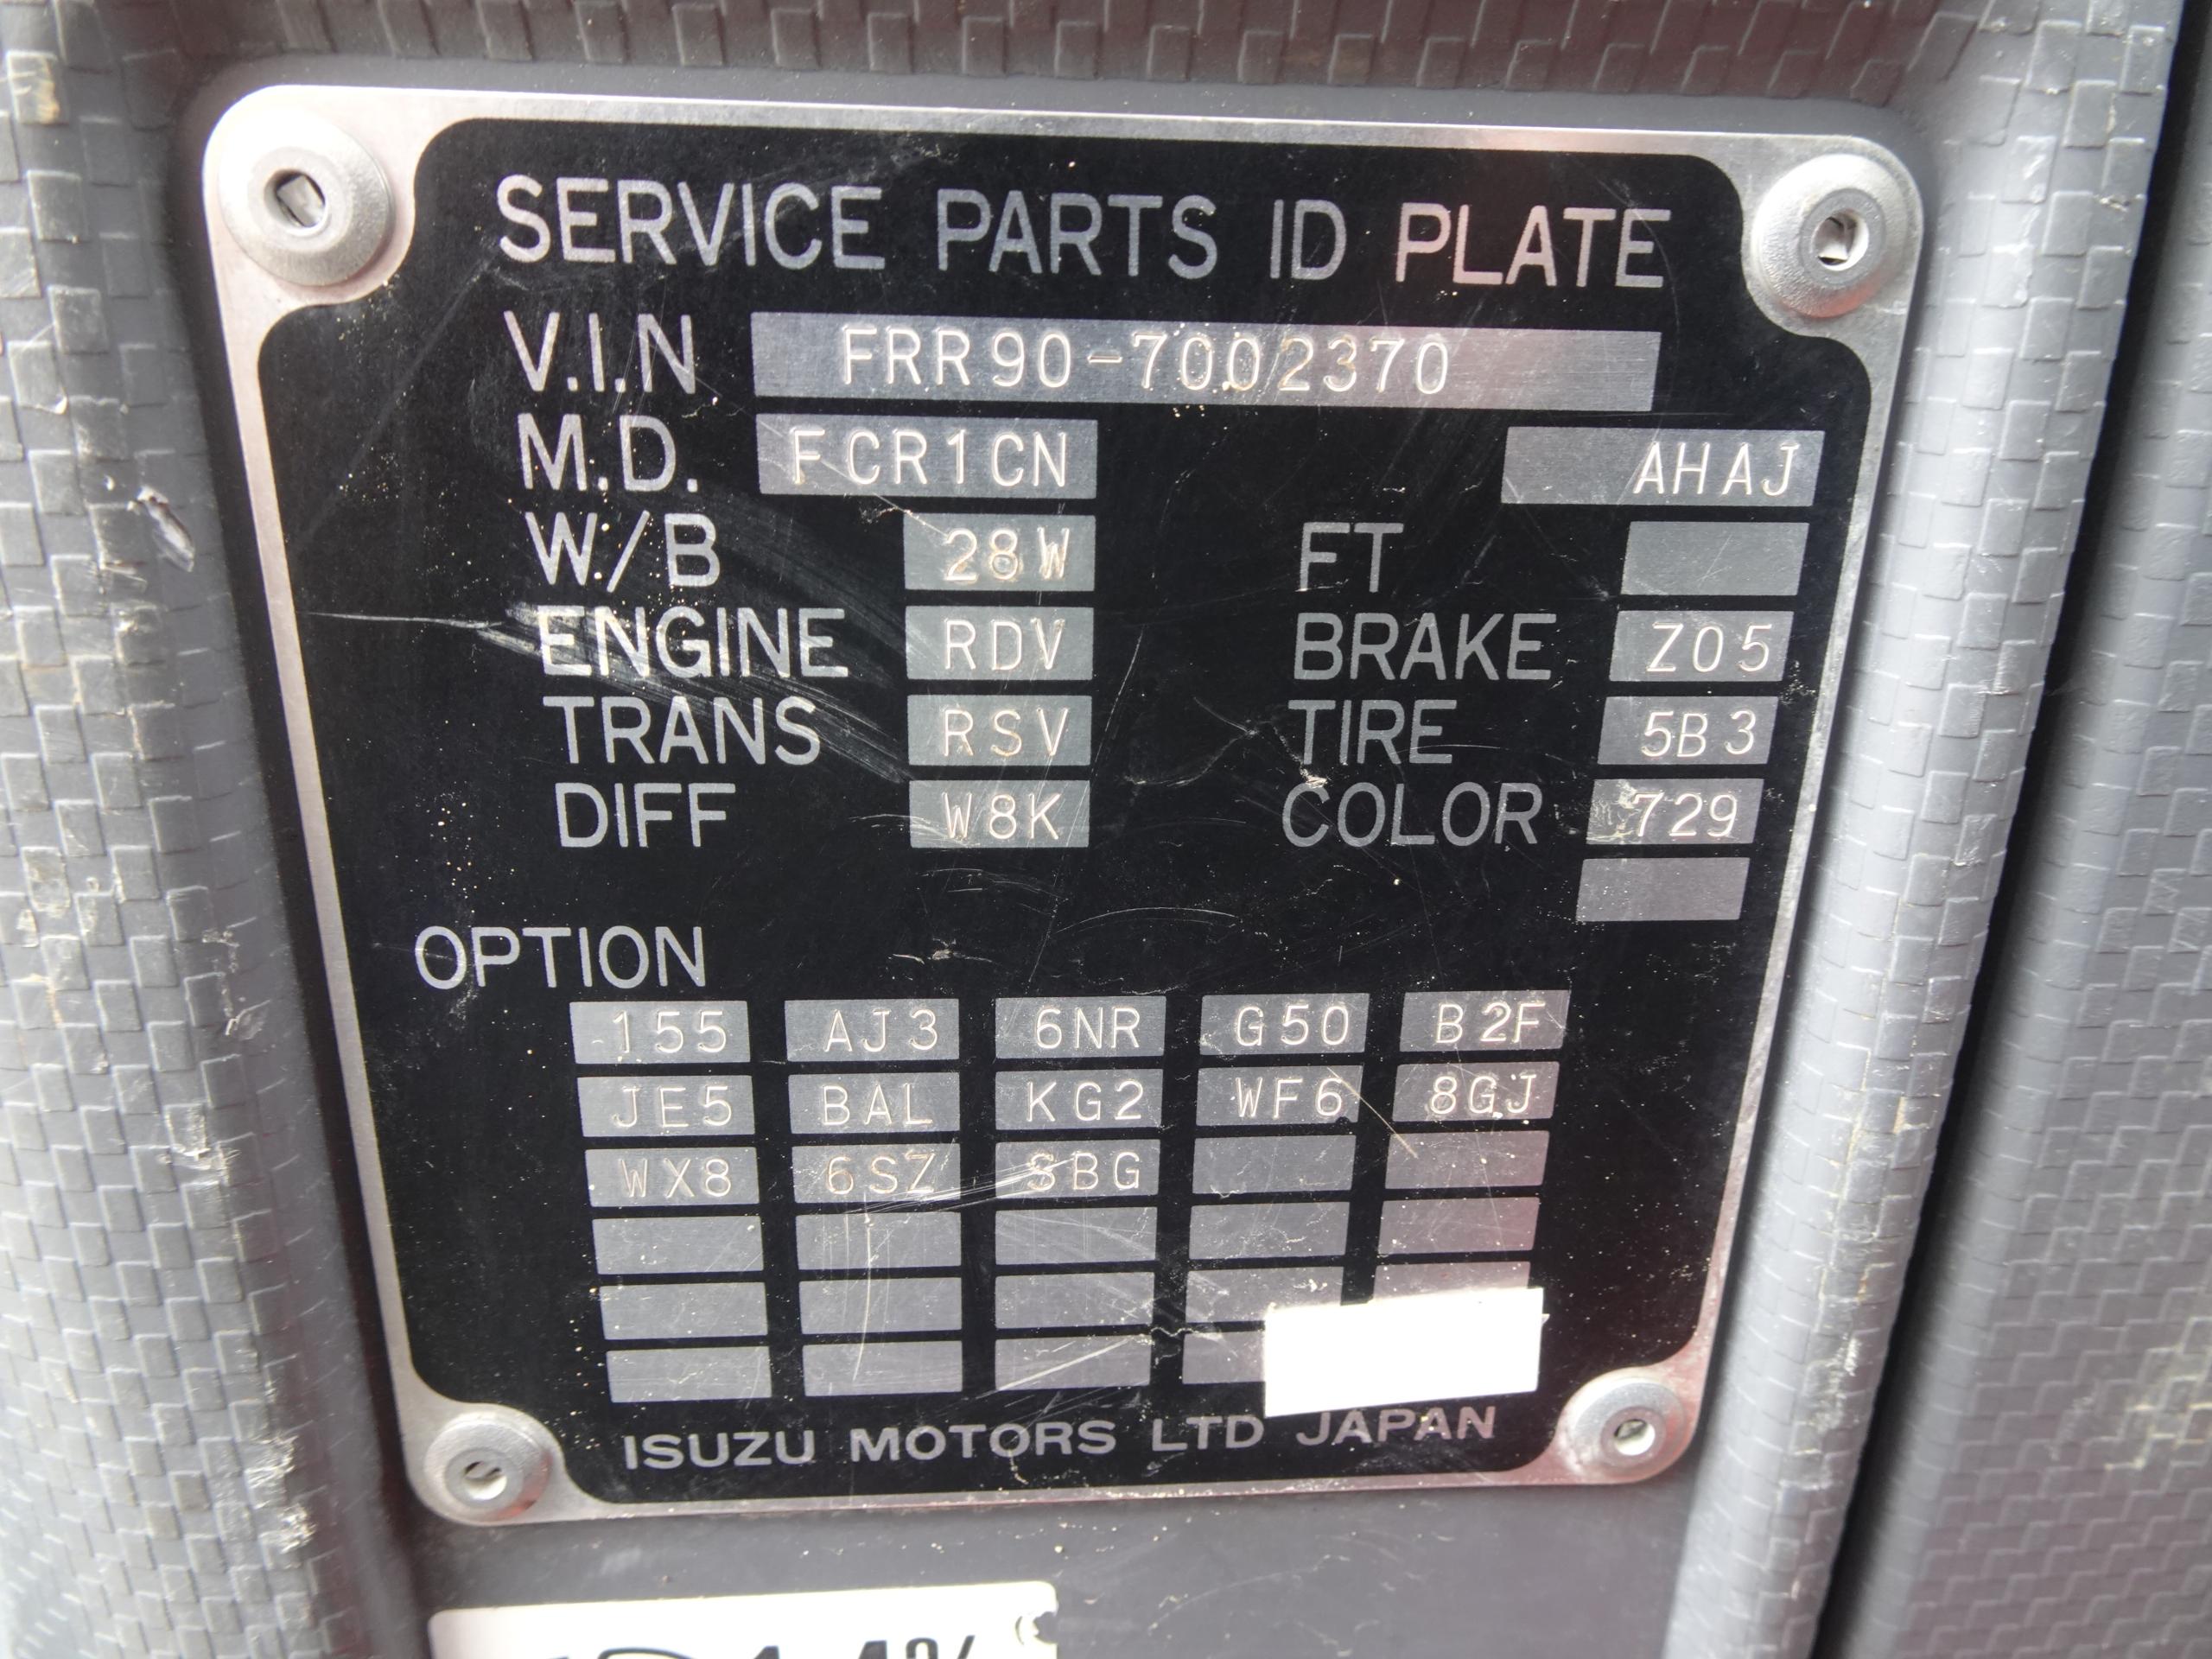 SERVICE PARTS ID PLATE
V.I.N FRR90-7002370
M.D. FCR1CN AHAJ
W/B 28W FT
ENGINE RDV BRAKE Z05
TRANS RSV TIRE 5B3
DIFF W8K COLOR 729
OPTION
155 AJ3 6NR G50 B2F
JE5 BAL KG2 WF6 8GJ
WX8 6SZ SBG
ISUZU MOTORS LTD JAPAN